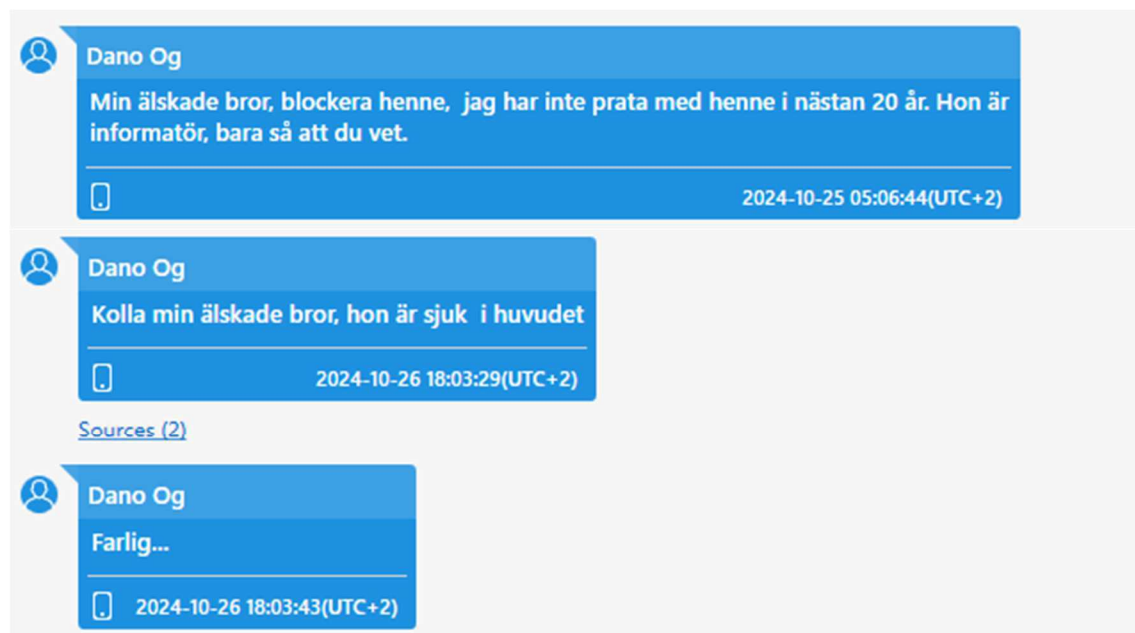 Dano Og
Min älskade bror, blockera henne,  jag har inte prata med henne i nästan 20 år. Hon är
informatör, bara så att du vet.
2024-10-25 05:06:44(UTC+2)
Dano Og
Kolla min älskade bror, hon är sjuk  i huvudet
2024-10-26 18:03:29(UTC+2)
Sources (2)
Dano Og
Farlig...
2024-10-26 18:03:43(UTC+2)